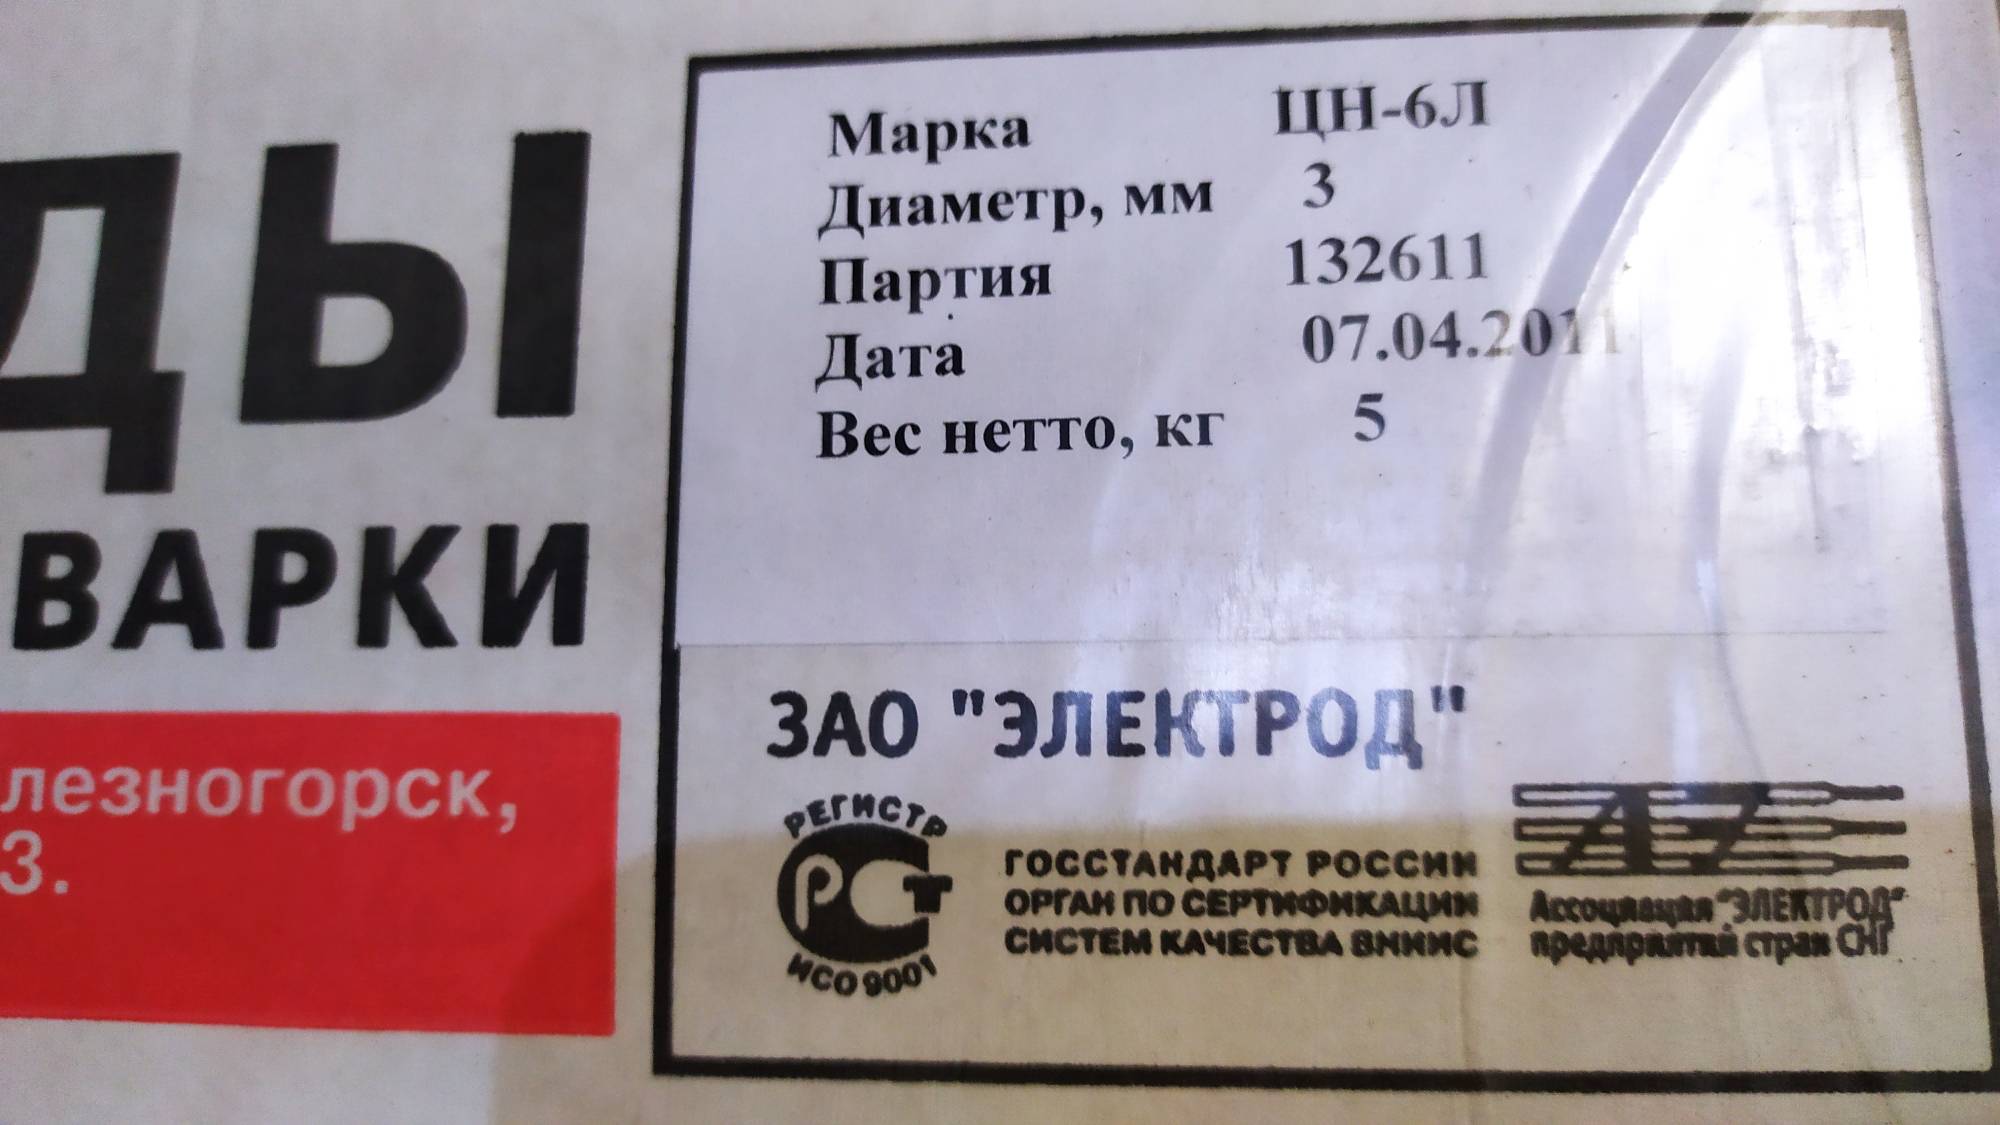 ДЫ
ВАРКИ
лезногорск,
3.
Марка ЦН-6Л
Диаметр, мм 3
Партия 132611
Дата 07.04.2011
Вес нетто, кг 5
ЗАО "ЭЛЕКТРОД"
РЕГИСТР
РСТ
ИСО 9001
ГОССТАНДАРТ РОССИИ
ОРГАН ПО СЕРТИФИКАЦИИ
СИСТЕМ КАЧЕСТВА ВНИИС
Ассоциация "ЭЛЕКТРОД"
предприятий стран СНГ